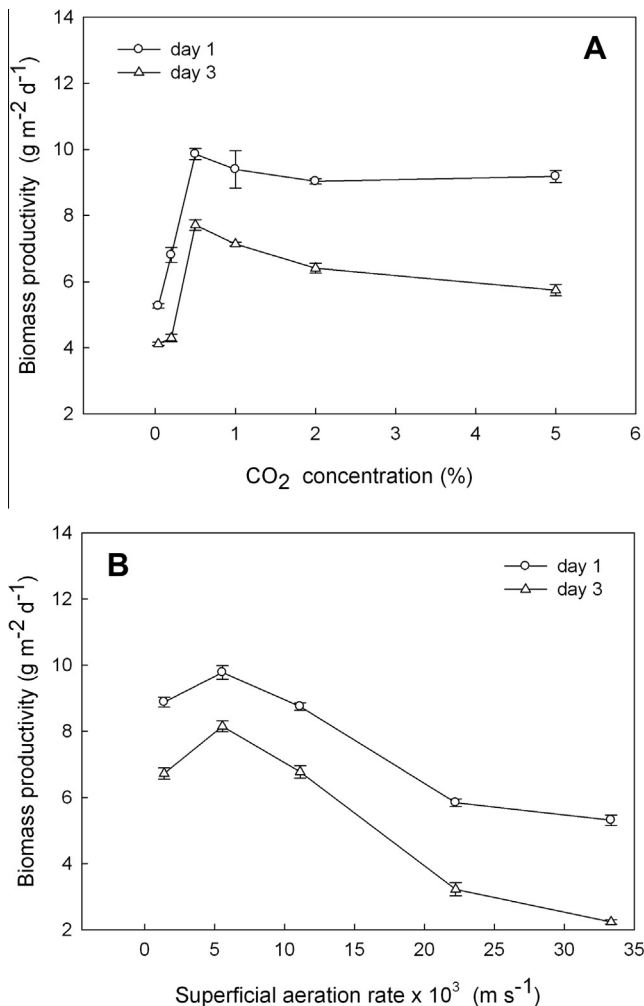 A
day 1
day 3
14
12
10
8
6
4
2
Biomass productivity (g m⁻² d⁻¹)
0 1 2 3 4 5 6
CO₂ concentration (%)
B
day 1
day 3
14
12
10
8
6
4
2
Biomass productivity (g m⁻² d⁻¹)
0 5 10 15 20 25 30 35
Superficial aeration rate x 10³ (m s⁻¹)